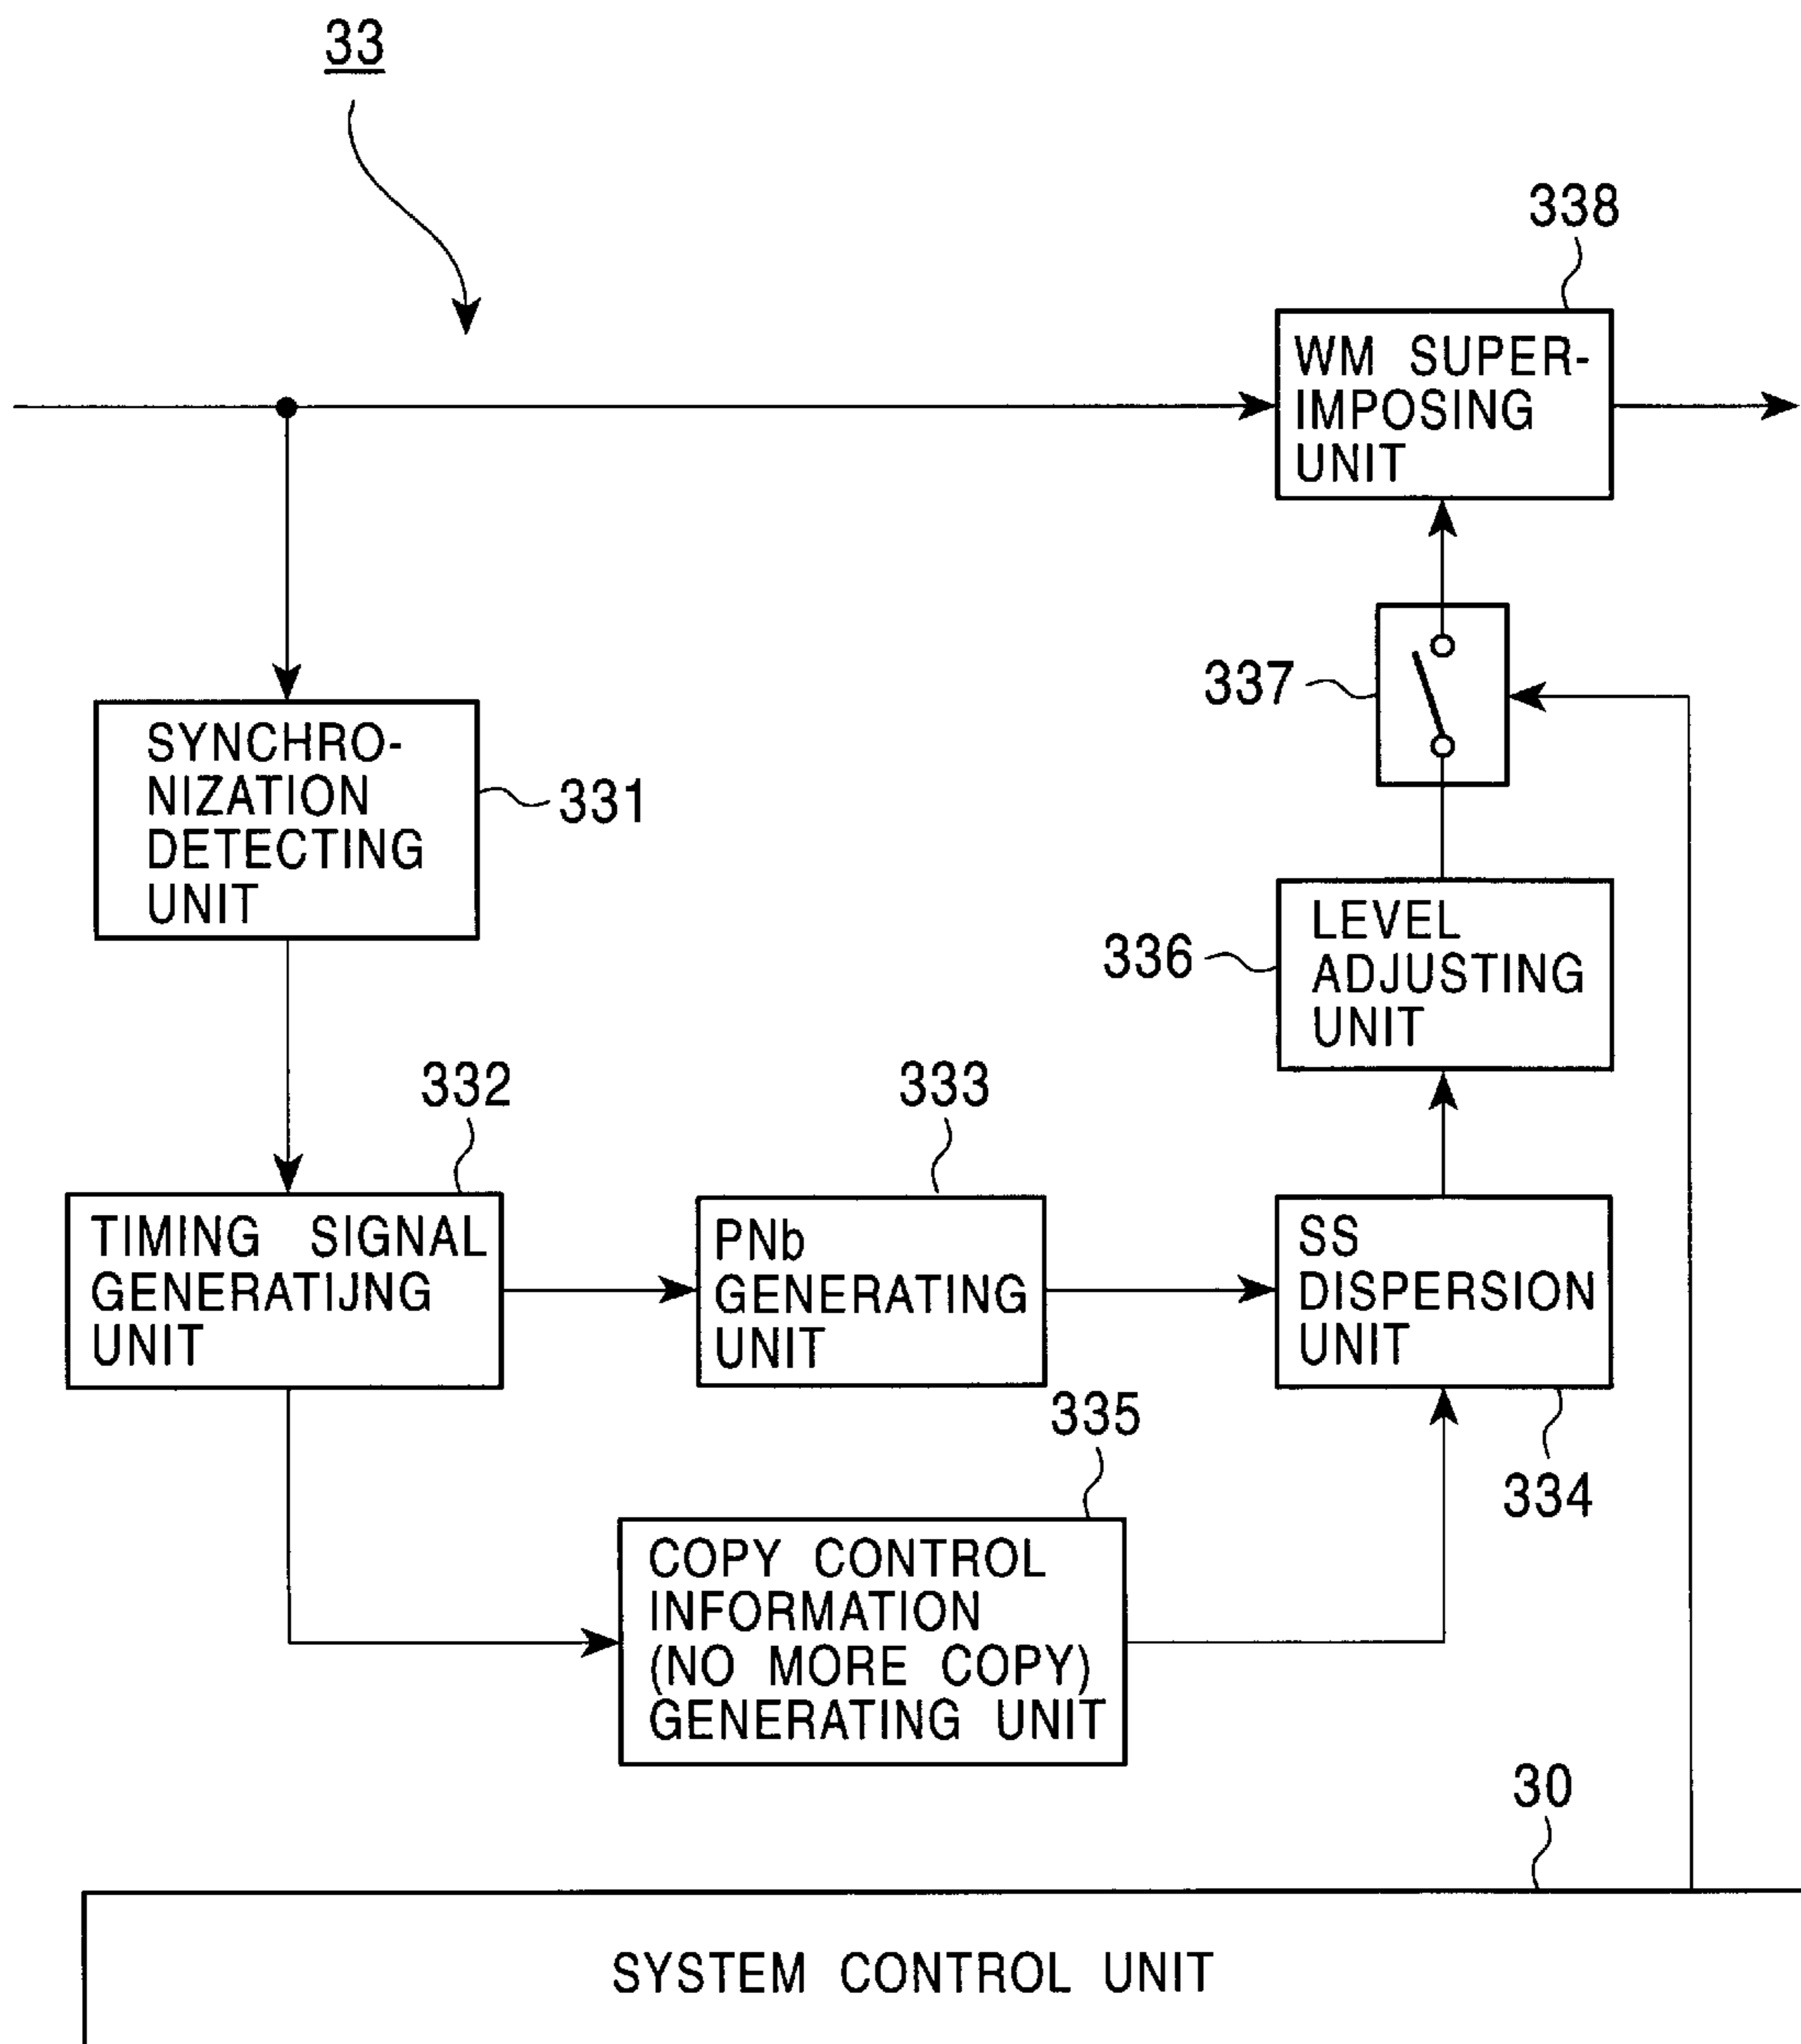 33
338
WM SUPER-
IMPOSING
UNIT
337
SYNCHRO-
NIZATION
DETECTING
UNIT
331
336
LEVEL
ADJUSTING
UNIT
332
333
TIMING SIGNAL
GENERATIJNG
UNIT
PNb
GENERATING
UNIT
SS
DISPERSION
UNIT
335
334
COPY CONTROL
INFORMATION
(NO MORE COPY)
GENERATING UNIT
30
SYSTEM CONTROL UNIT